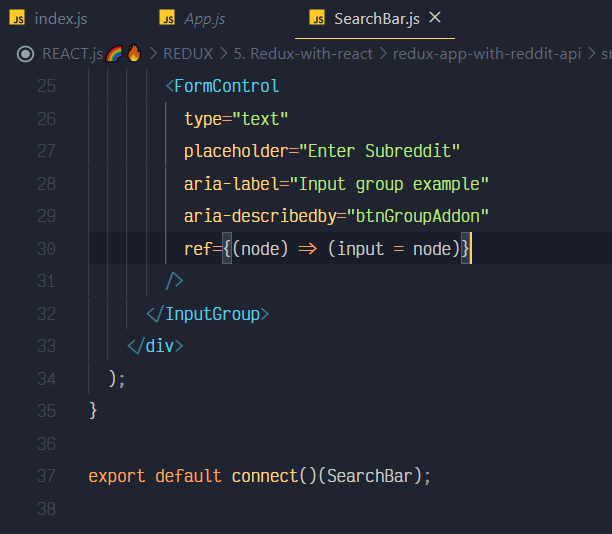 JS index.js JS App.js JS SearchBar.js ×
REACT.js🌈🔥 > REDUX > 5. Redux-with-react > redux-app-with-reddit-api > sr
25 <FormControl
26 type="text"
27 placeholder="Enter Subreddit"
28 aria-label="Input group example"
29 aria-describedby="btnGroupAddon"
30 ref={(node) => (input = node)}
31 />
32 </InputGroup>
33 </div>
34 );
35 }
36
37 export default connect()(SearchBar);
38